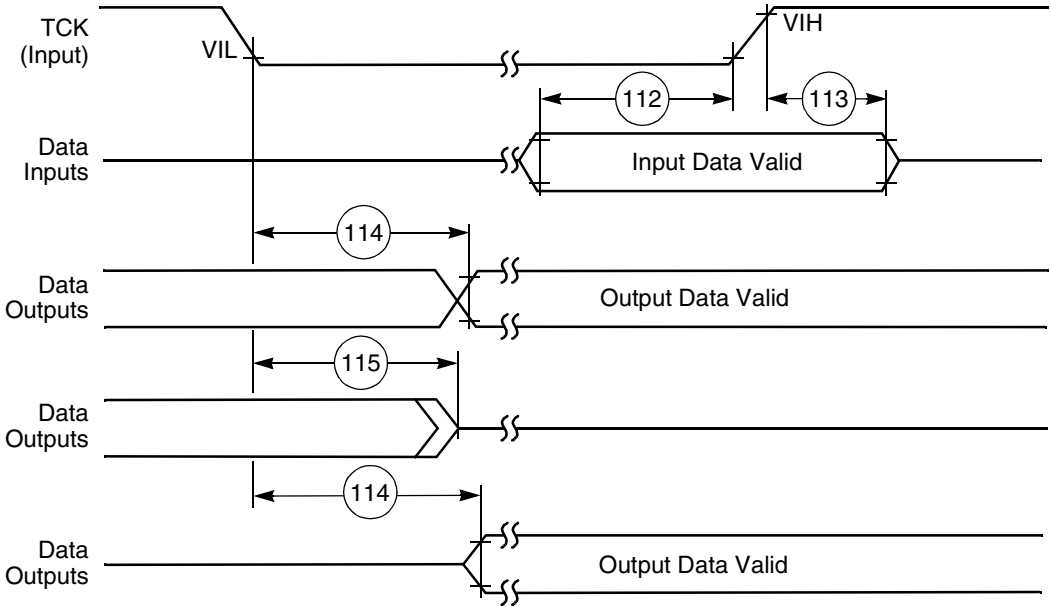 TCK
(Input)
VIL
VIH
112
113
Data
Inputs
Input Data Valid
114
Data
Outputs
Output Data Valid
115
Data
Outputs
114
Data
Outputs
Output Data Valid